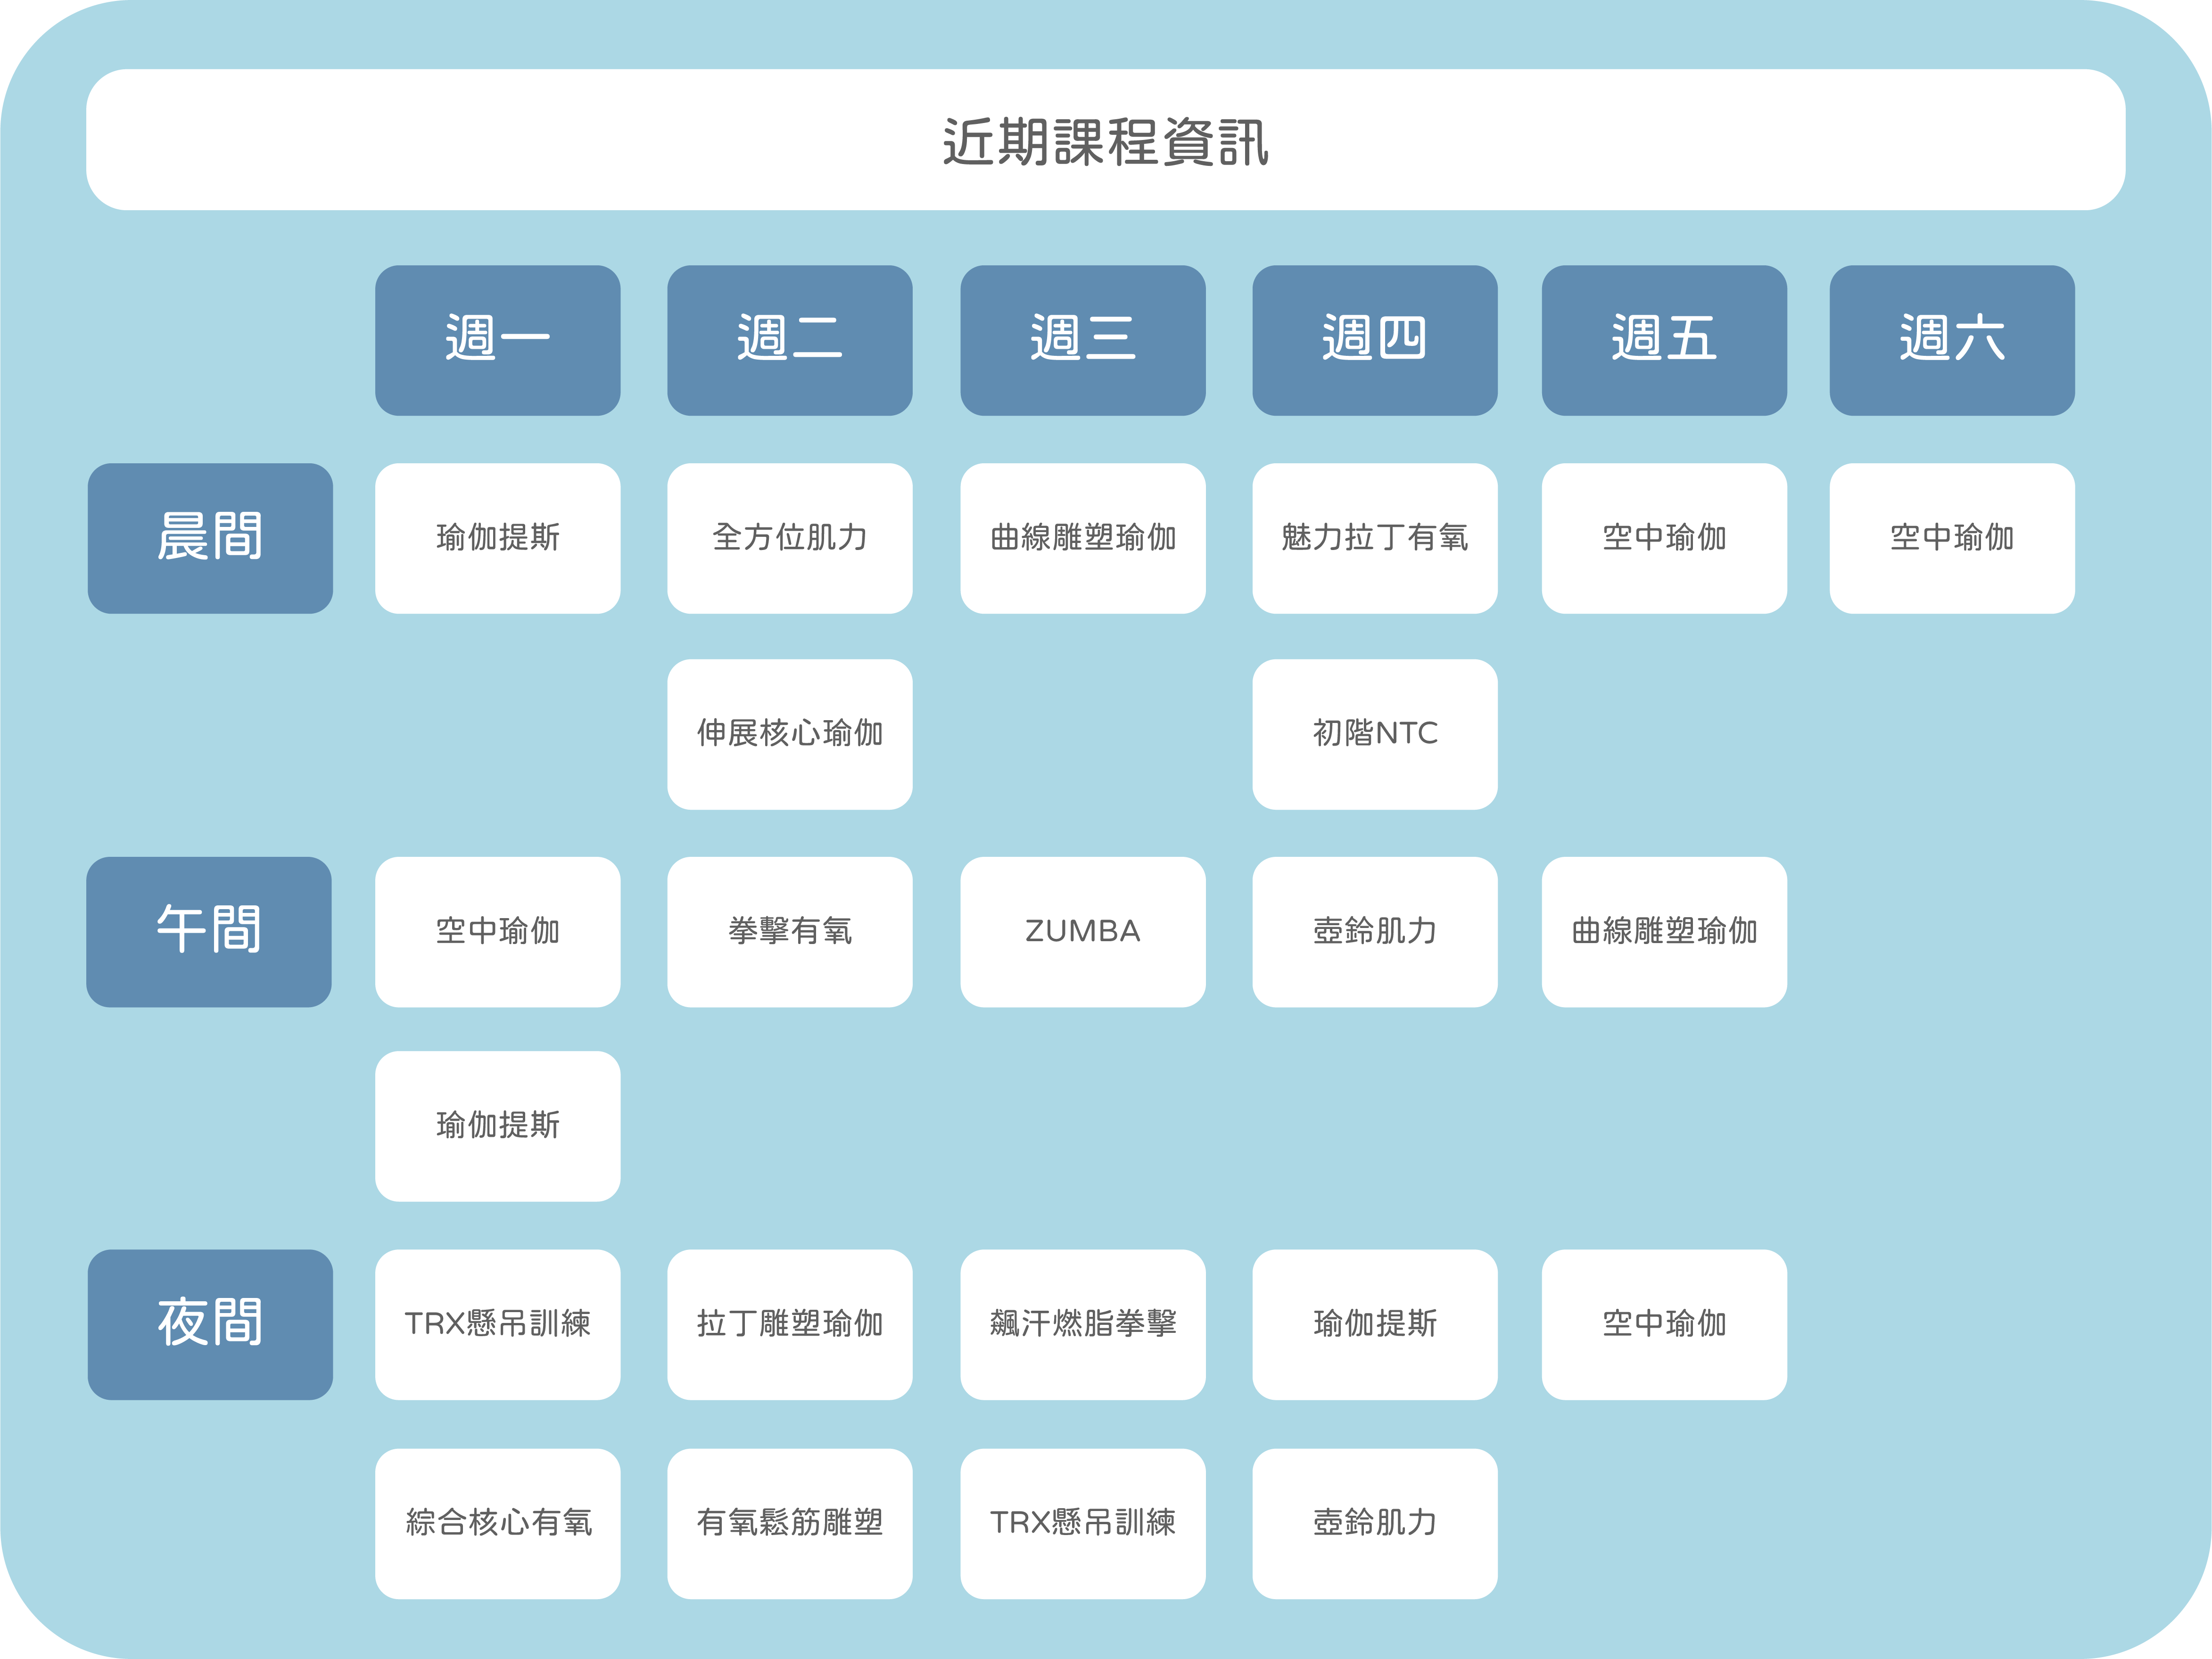 近期課程資訊
週一 週二 週三 週四 週五 週六
晨間 瑜伽提斯 全方位肌力 曲線雕塑瑜伽 魅力拉丁有氧 空中瑜伽 空中瑜伽
伸展核心瑜伽 初階NTC
午間 空中瑜伽 拳擊有氧 ZUMBA 壺鈴肌力 曲線雕塑瑜伽
瑜伽提斯
夜間 TRX懸吊訓練 拉丁雕塑瑜伽 飆汗燃脂拳擊 瑜伽提斯 空中瑜伽
綜合核心有氧 有氧鬆筋雕塑 TRX懸吊訓練 壺鈴肌力